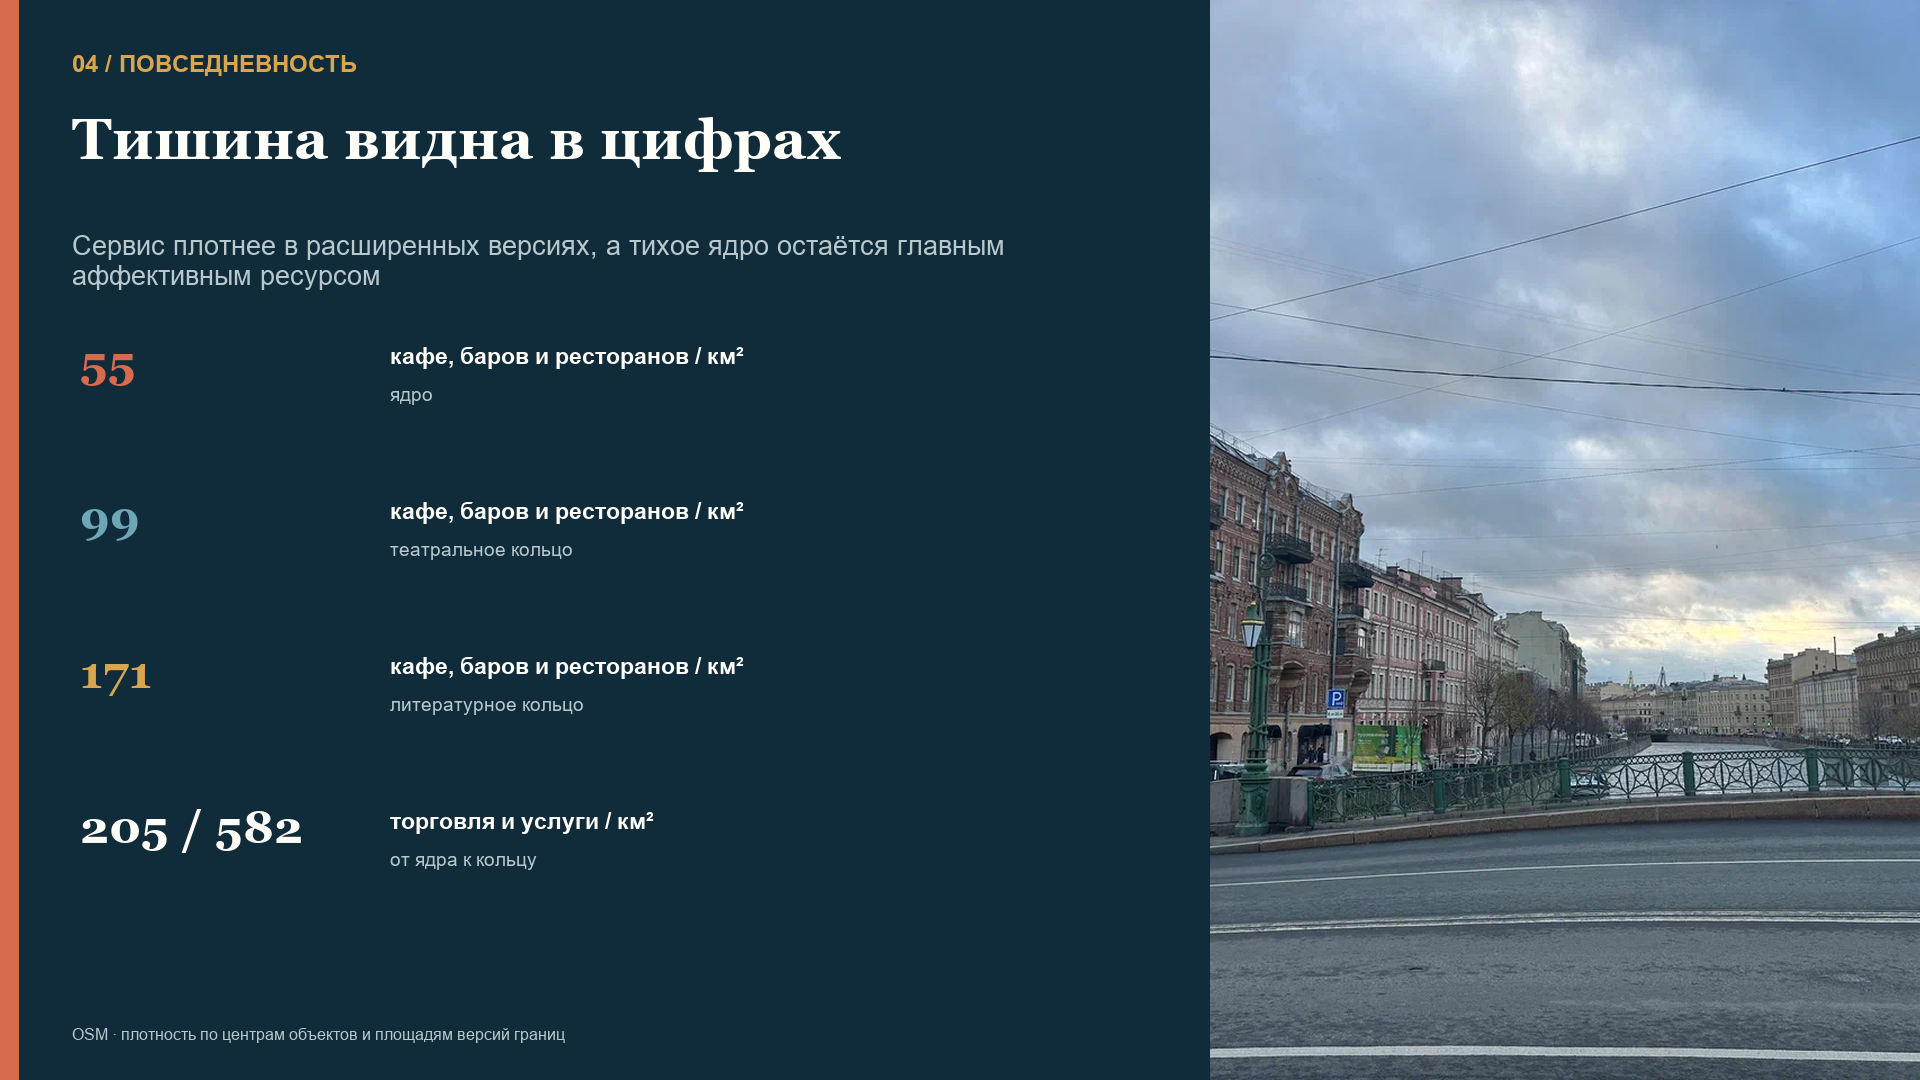 04 / ПОВСЕДНЕВНОСТЬ
Тишина видна в цифрах
Сервис плотнее в расширенных версиях, а тихое ядро остаётся главным
аффективным ресурсом
55
кафе, баров и ресторанов / км²
ядро
99
кафе, баров и ресторанов / км²
театральное кольцо
171
кафе, баров и ресторанов / км²
литературное кольцо
205 / 582
торговля и услуги / км²
от ядра к кольцу
OSM · плотность по центрам объектов и площадям версий границ
P